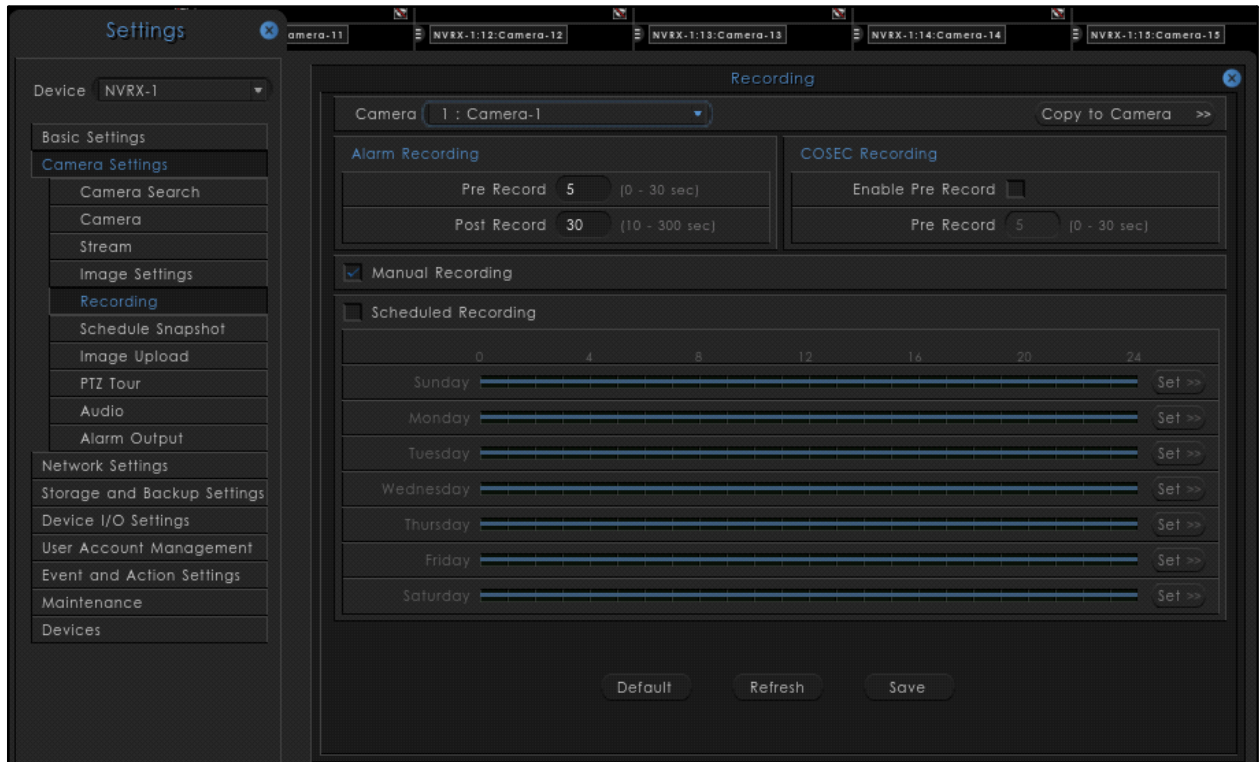 Settings
amera-11
NVRX-1:12:Camera-12
NVRX-1:13:Camera-13
NVRX-1:14:Camera-14
NVRX-1:15:Camera-15
Device NVRX-1
Basic Settings
Camera Settings
Camera Search
Camera
Stream
Image Settings
Recording
Schedule Snapshot
Image Upload
PTZ Tour
Audio
Alarm Output
Network Settings
Storage and Backup Settings
Device I/O Settings
User Account Management
Event and Action Settings
Maintenance
Devices
Recording
Camera 1 : Camera-1
Copy to Camera >>
Alarm Recording
Pre Record 5 (0 - 30 sec)
Post Record 30 (10 - 300 sec)
COSEC Recording
Enable Pre Record
Pre Record 5 (0 - 30 sec)
Manual Recording
Scheduled Recording
0 4 8 12 16 20 24
Sunday Set >>
Monday Set >>
Tuesday Set >>
Wednesday Set >>
Thursday Set >>
Friday Set >>
Saturday Set >>
Default Refresh Save